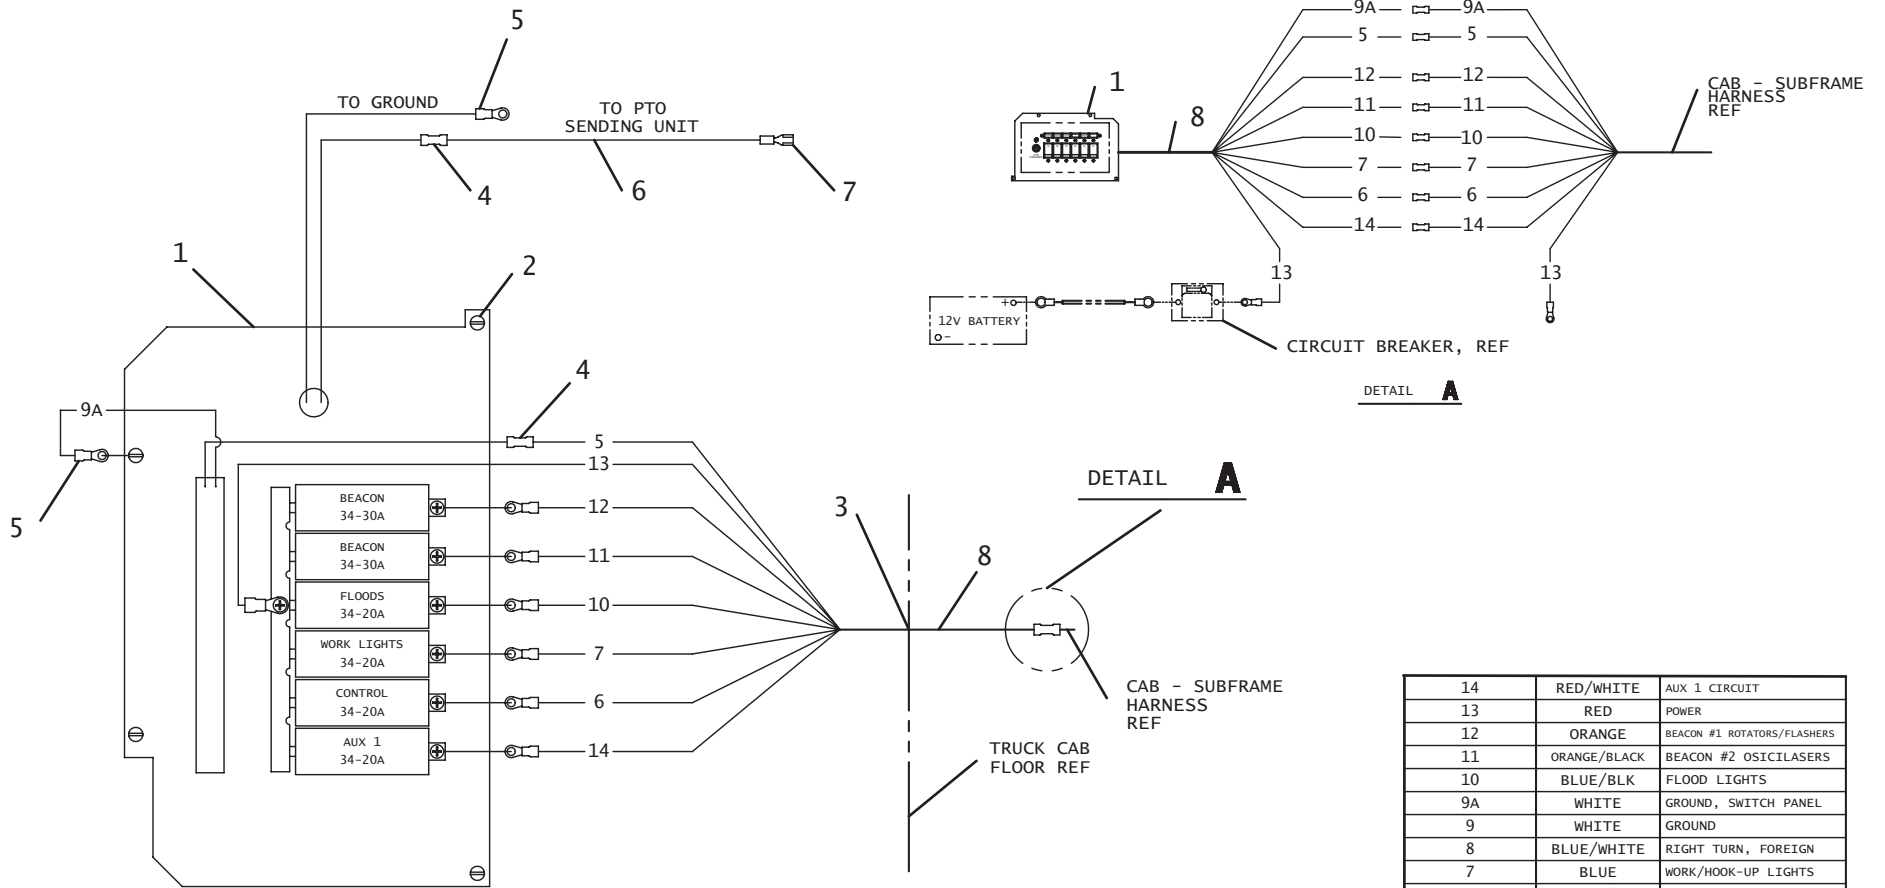 5
TO GROUND
TO PTO
SENDING UNIT
4
6
7
1
2
9A
5
4
5
13
BEACON
34-30A
12
BEACON
34-30A
11
FLOODS
34-20A
10
WORK LIGHTS
34-20A
7
CONTROL
34-20A
6
AUX 1
34-20A
14
3
8
DETAIL A
CAB - SUBFRAME
HARNESS
REF
TRUCK CAB
FLOOR REF
1
8
9A 9A
5 5
12 12
11 11
10 10
7 7
6 6
14 14
13 13
CAB - SUBFRAME
HARNESS
REF
+
12V BATTERY
-
CIRCUIT BREAKER, REF
DETAIL A
14 RED/WHITE AUX 1 CIRCUIT
13 RED POWER
12 ORANGE BEACON #1 ROTATORS/FLASHERS
11 ORANGE/BLACK BEACON #2 OSICILASERS
10 BLUE/BLK FLOOD LIGHTS
9A WHITE GROUND, SWITCH PANEL
9 WHITE GROUND
8 BLUE/WHITE RIGHT TURN, FOREIGN
7 BLUE WORK/HOOK-UP LIGHTS